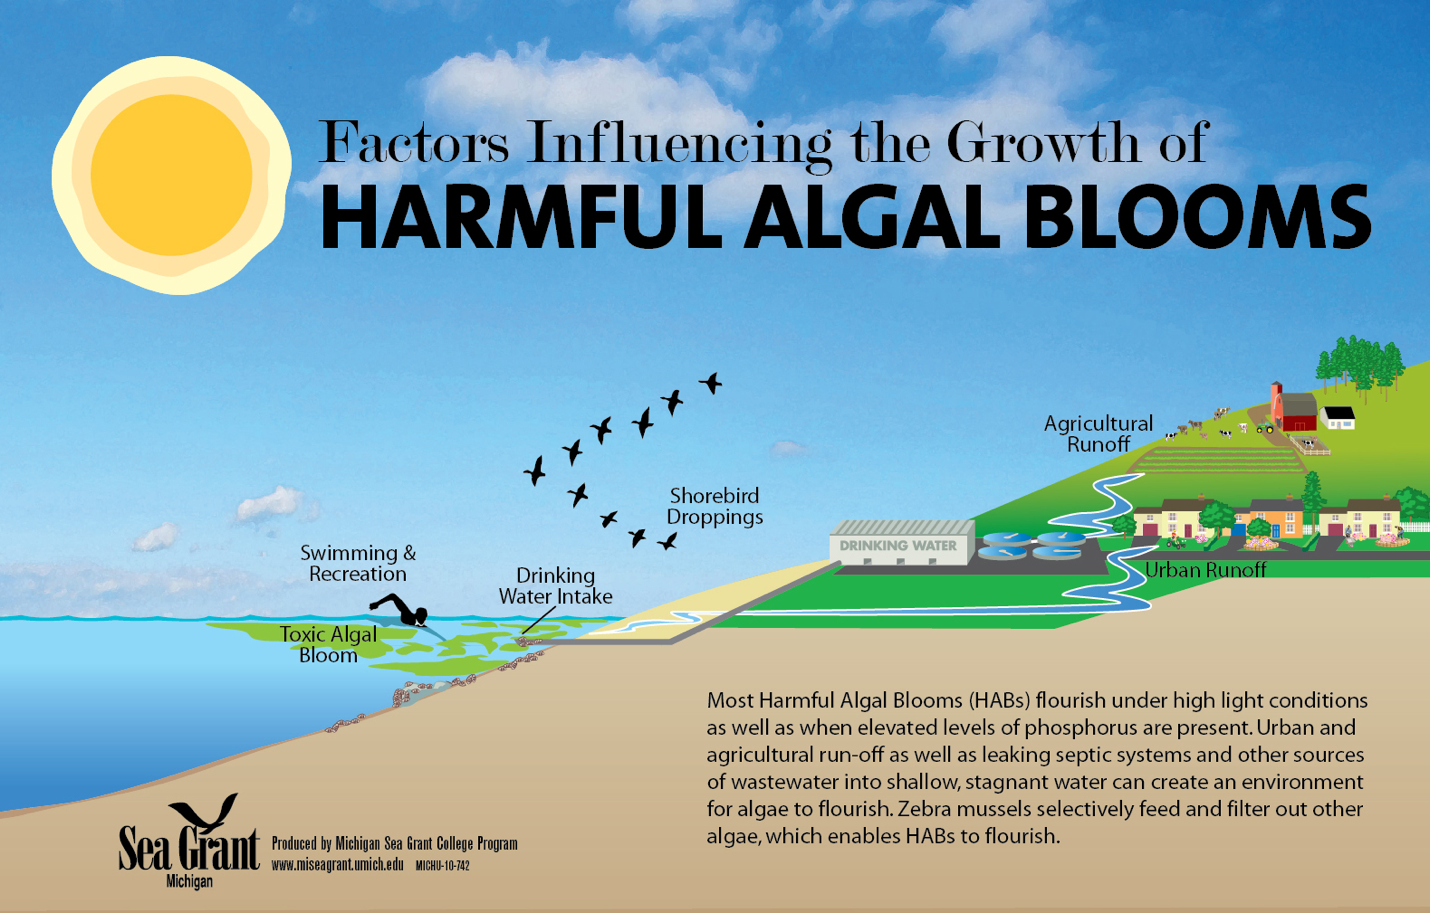 Factors Influencing the Growth of
HARMFUL ALGAL BLOOMS
Agricultural
Runoff
Shorebird
Droppings
DRINKING WATER
Swimming &
Recreation
Drinking
Water Intake
Urban Runoff
Toxic Algal
Bloom
Most Harmful Algal Blooms (HABs) flourish under high light conditions
as well as when elevated levels of phosphorus are present. Urban and
agricultural run-off as well as leaking septic systems and other sources
of wastewater into shallow, stagnant water can create an environment
for algae to flourish. Zebra mussels selectively feed and filter out other
algae, which enables HABs to flourish.
Sea Grant
Michigan
Produced by Michigan Sea Grant College Program
www.miseagrant.umich.edu MICHU-10-742